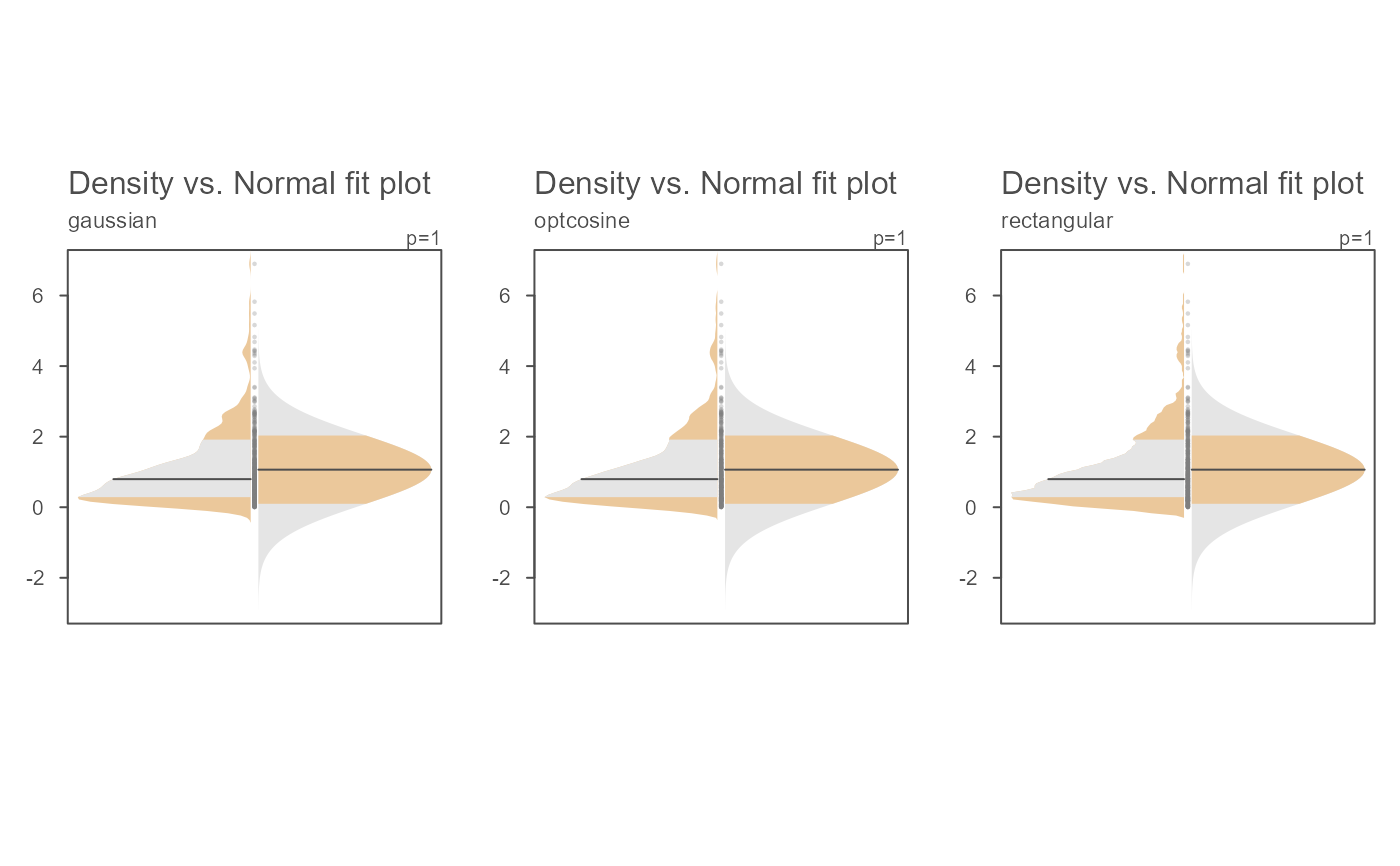 Density vs. Normal fit plot
gaussian
p=1
6
4
2
0
-2
Density vs. Normal fit plot
optcosine
p=1
6
4
2
0
-2
Density vs. Normal fit plot
rectangular
p=1
6
4
2
0
-2